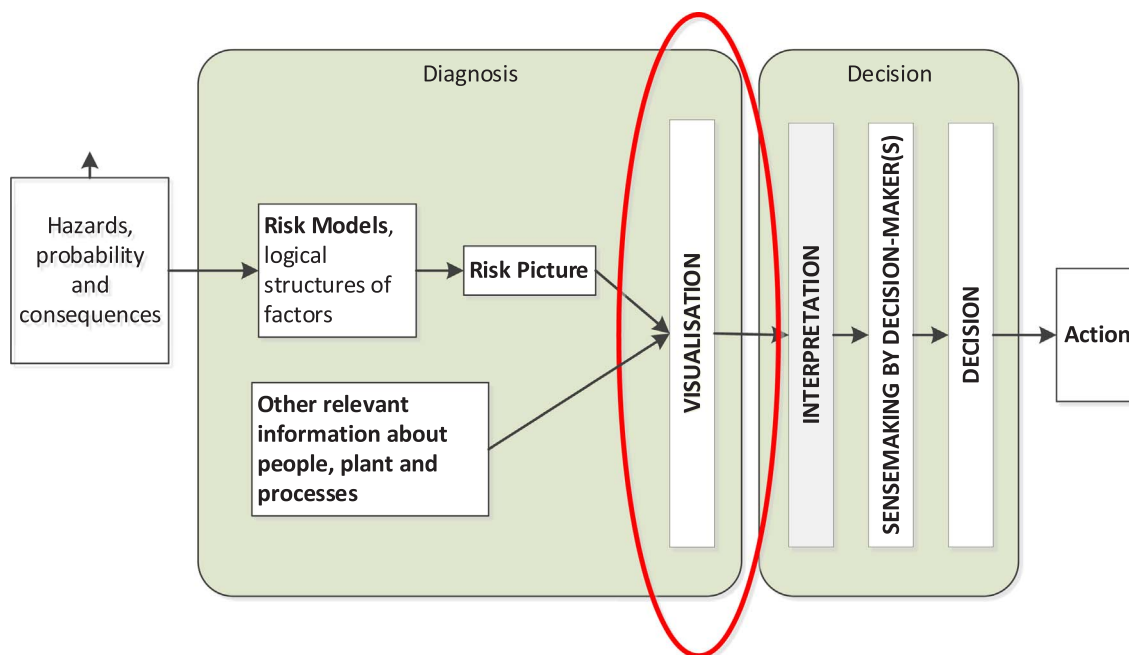 Diagnosis
Decision
Hazards,
probability
and
consequences
Risk Models,
logical
structures of
factors
Risk Picture
Other relevant
information about
people, plant and
processes
VISUALISATION
INTERPRETATION
SENSEMAKING BY DECISION-MAKER(S)
DECISION
Action